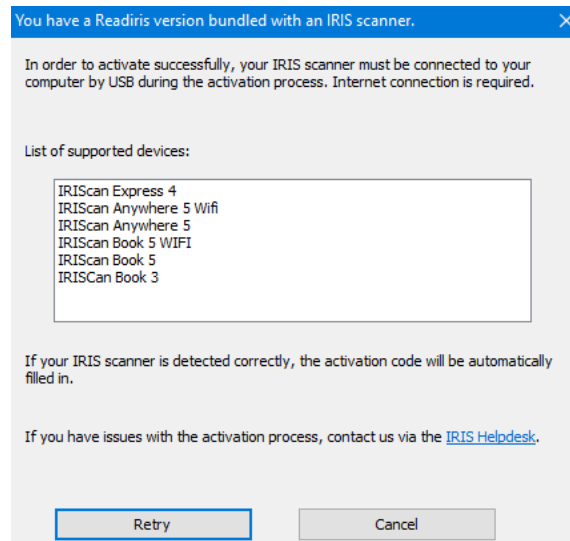 You have a Readiris version bundled with an IRIS scanner.
In order to activate successfully, your IRIS scanner must be connected to your
computer by USB during the activation process. Internet connection is required.
List of supported devices:
IRIScan Express 4
IRIScan Anywhere 5 Wifi
IRIScan Anywhere 5
IRIScan Book 5 WIFI
IRIScan Book 5
IRISCan Book 3
If your IRIS scanner is detected correctly, the activation code will be automatically
filled in.
If you have issues with the activation process, contact us via the IRIS Helpdesk.
Retry Cancel